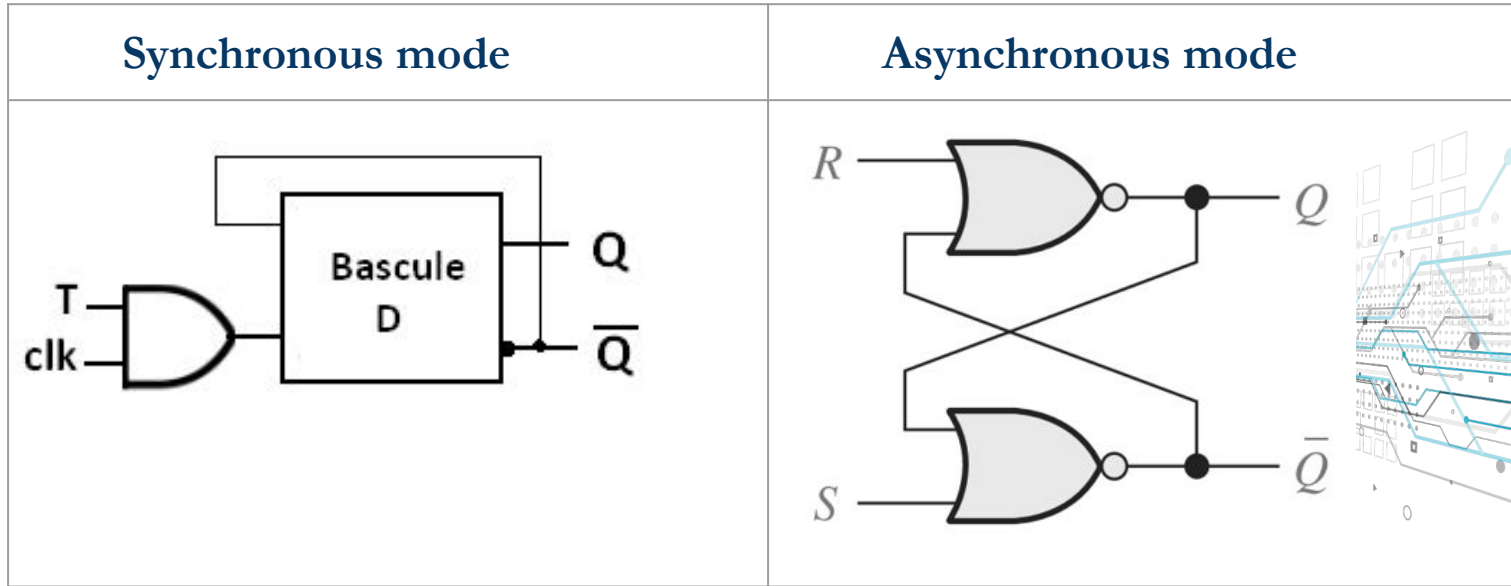 Synchronous mode
Asynchronous mode
T
clk
Bascule
D
Q
Q̅
R
S
Q
Q̅